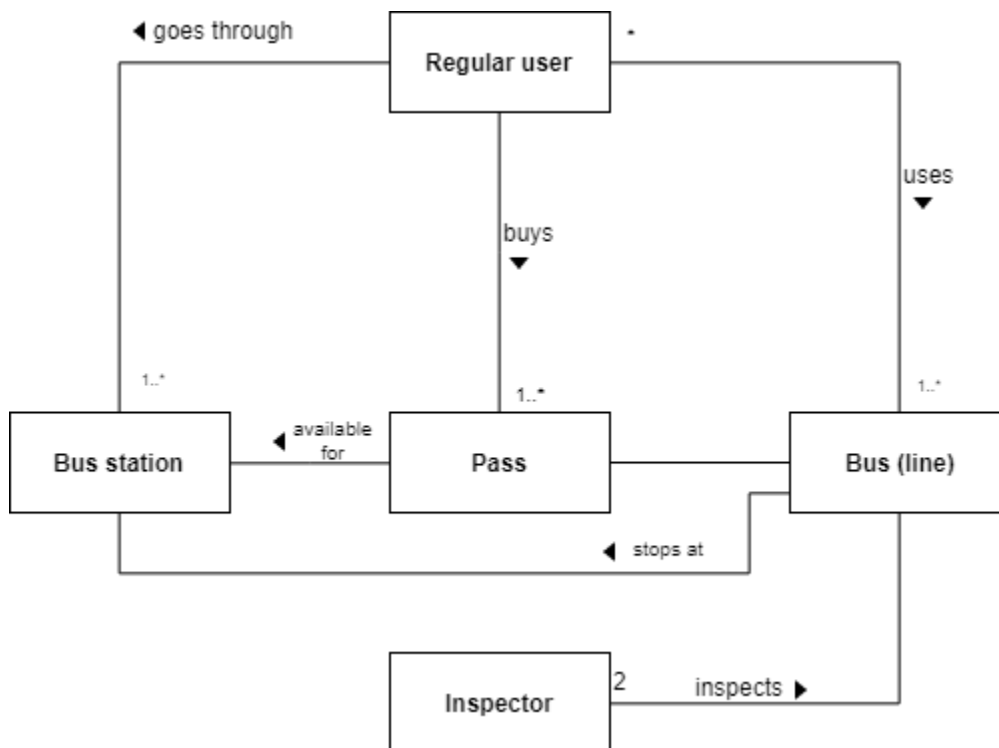 goes through
*
Regular user
uses
buys
1..*
1..*
1..*
available
for
Bus station
Pass
Bus (line)
stops at
2
inspects
Inspector